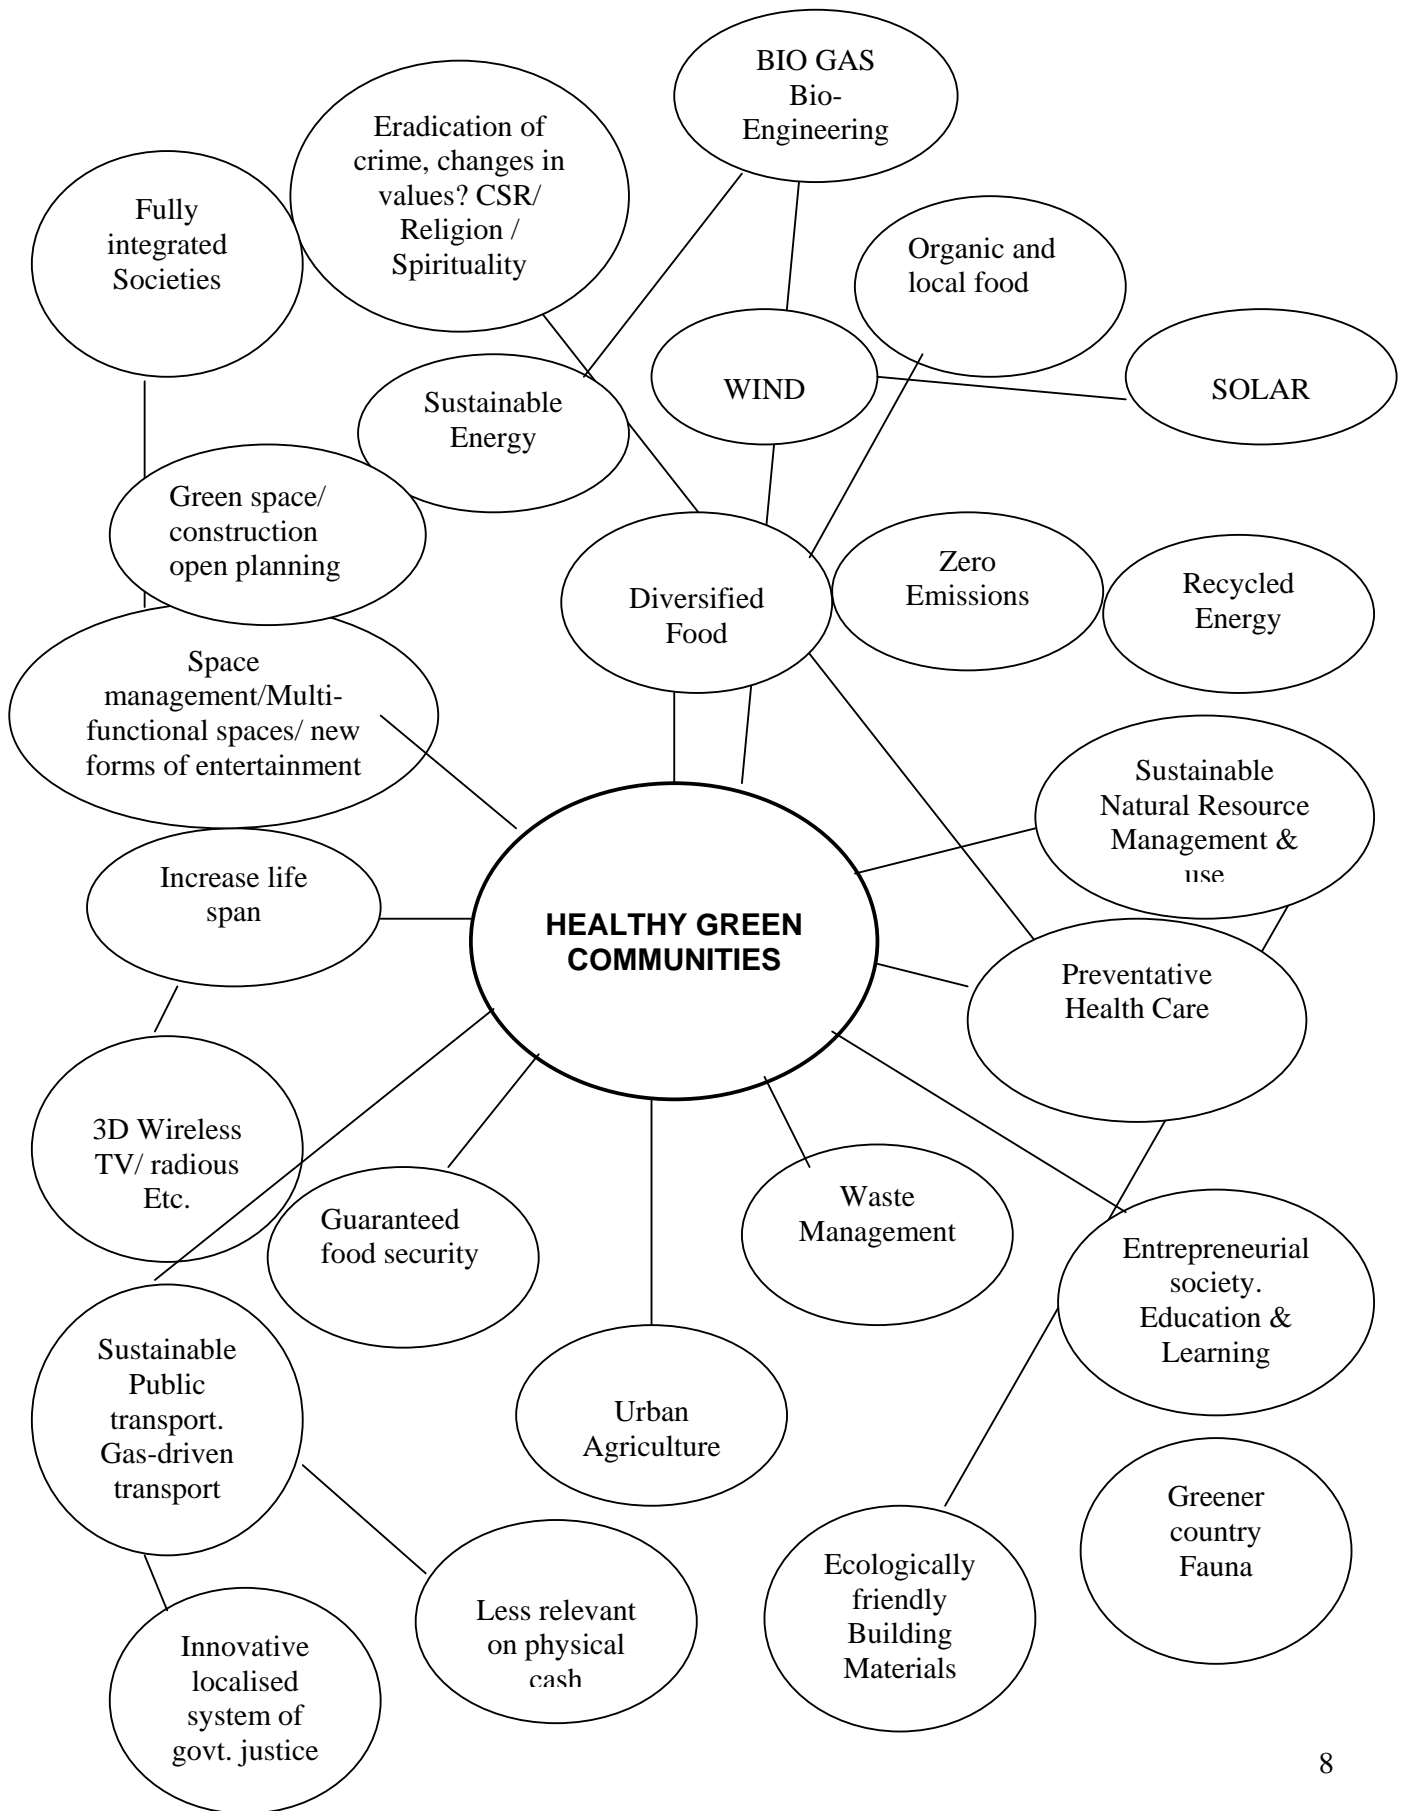 BIO GAS
Bio-
Engineering
Eradication of
crime, changes in
values? CSR/
Religion /
Spirituality
Fully
integrated
Societies
Organic and
local food
WIND
SOLAR
Sustainable
Energy
Green space/
construction
open planning
Diversified
Food
Zero
Emissions
Recycled
Energy
Space
management/Multi-
functional spaces/ new
forms of entertainment
Sustainable
Natural Resource
Management &
use
Increase life
span
HEALTHY GREEN
COMMUNITIES
Preventative
Health Care
3D Wireless
TV/ radious
Etc.
Guaranteed
food security
Waste
Management
Entrepreneurial
society.
Education &
Learning
Sustainable
Public
transport.
Gas-driven
transport
Urban
Agriculture
Greener
country
Fauna
Ecologically
friendly
Building
Materials
Less relevant
on physical
cash
Innovative
localised
system of
govt. justice
8